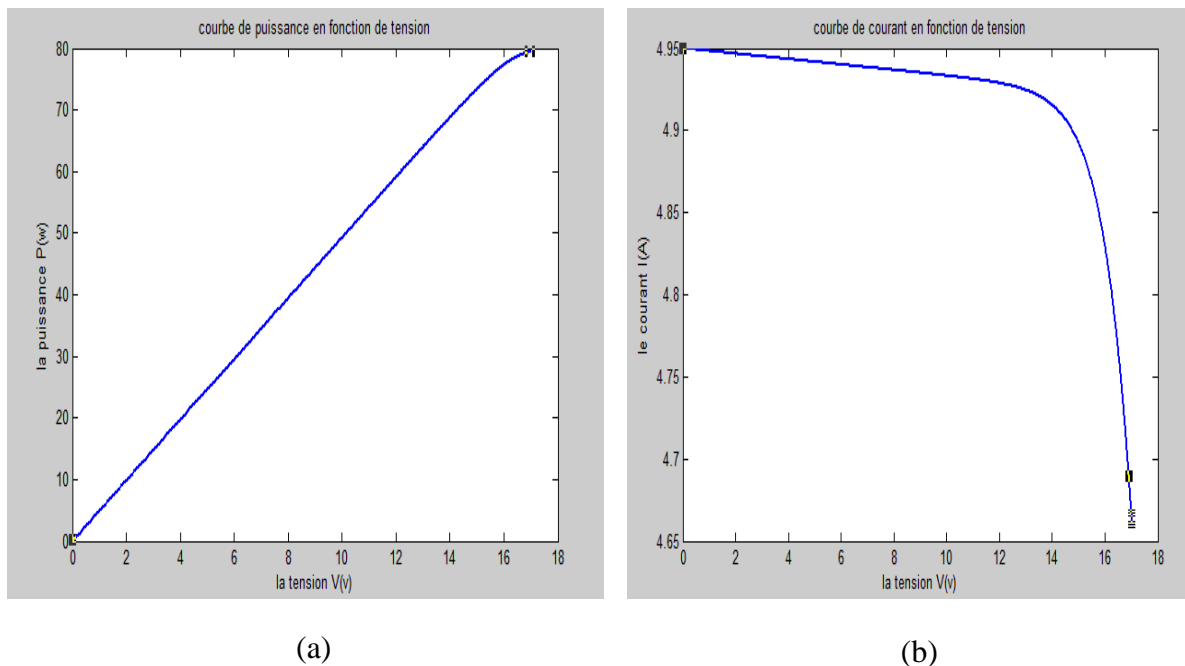 courbe de puissance en fonction de tension
80
70
60
50
40
30
20
10
0
la puissance P(w)
0 2 4 6 8 10 12 14 16 18
la tension V(v)
(a)
courbe de courant en fonction de tension
4.95
4.9
4.85
4.8
4.75
4.7
4.65
le courant I(A)
0 2 4 6 8 10 12 14 16 18
la tension V(v)
(b)